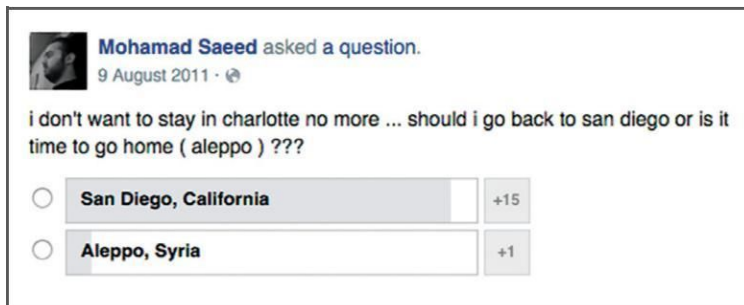 Mohamad Saeed asked a question.
9 August 2011 ·
i don't want to stay in charlotte no more ... should i go back to san diego or is it
time to go home ( aleppo ) ???
San Diego, California +15
Aleppo, Syria +1